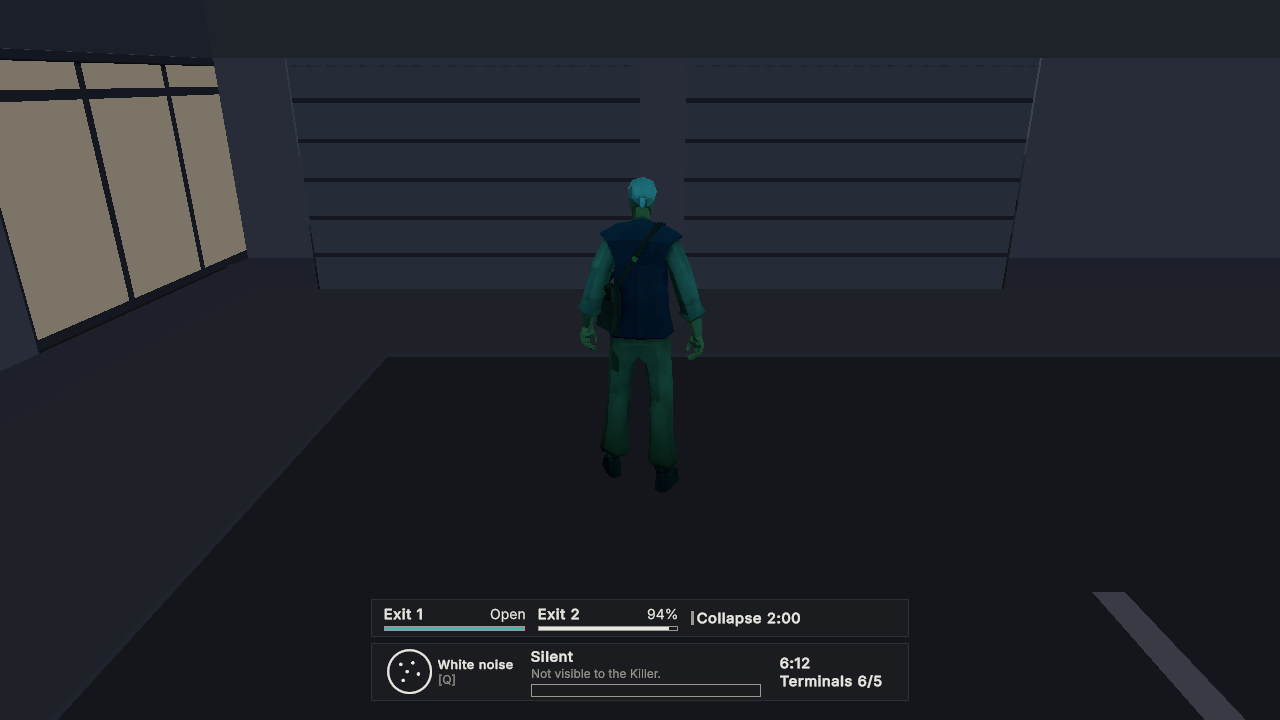 Exit 1 Open Exit 2 94% Collapse 2:00
White noise
[Q]
Silent
Not visible to the Killer.
6:12
Terminals 6/5